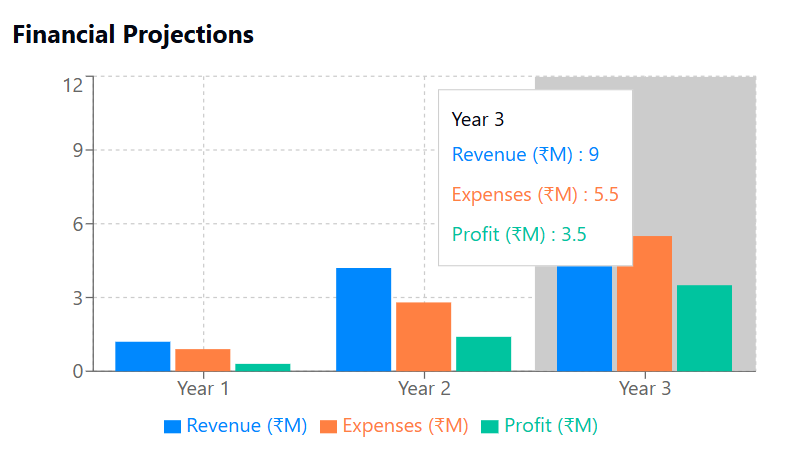 Financial Projections
12
9
6
3
0
Year 3
Revenue (₹M) : 9
Expenses (₹M) : 5.5
Profit (₹M) : 3.5
Year 1 Year 2 Year 3
Revenue (₹M) Expenses (₹M) Profit (₹M)